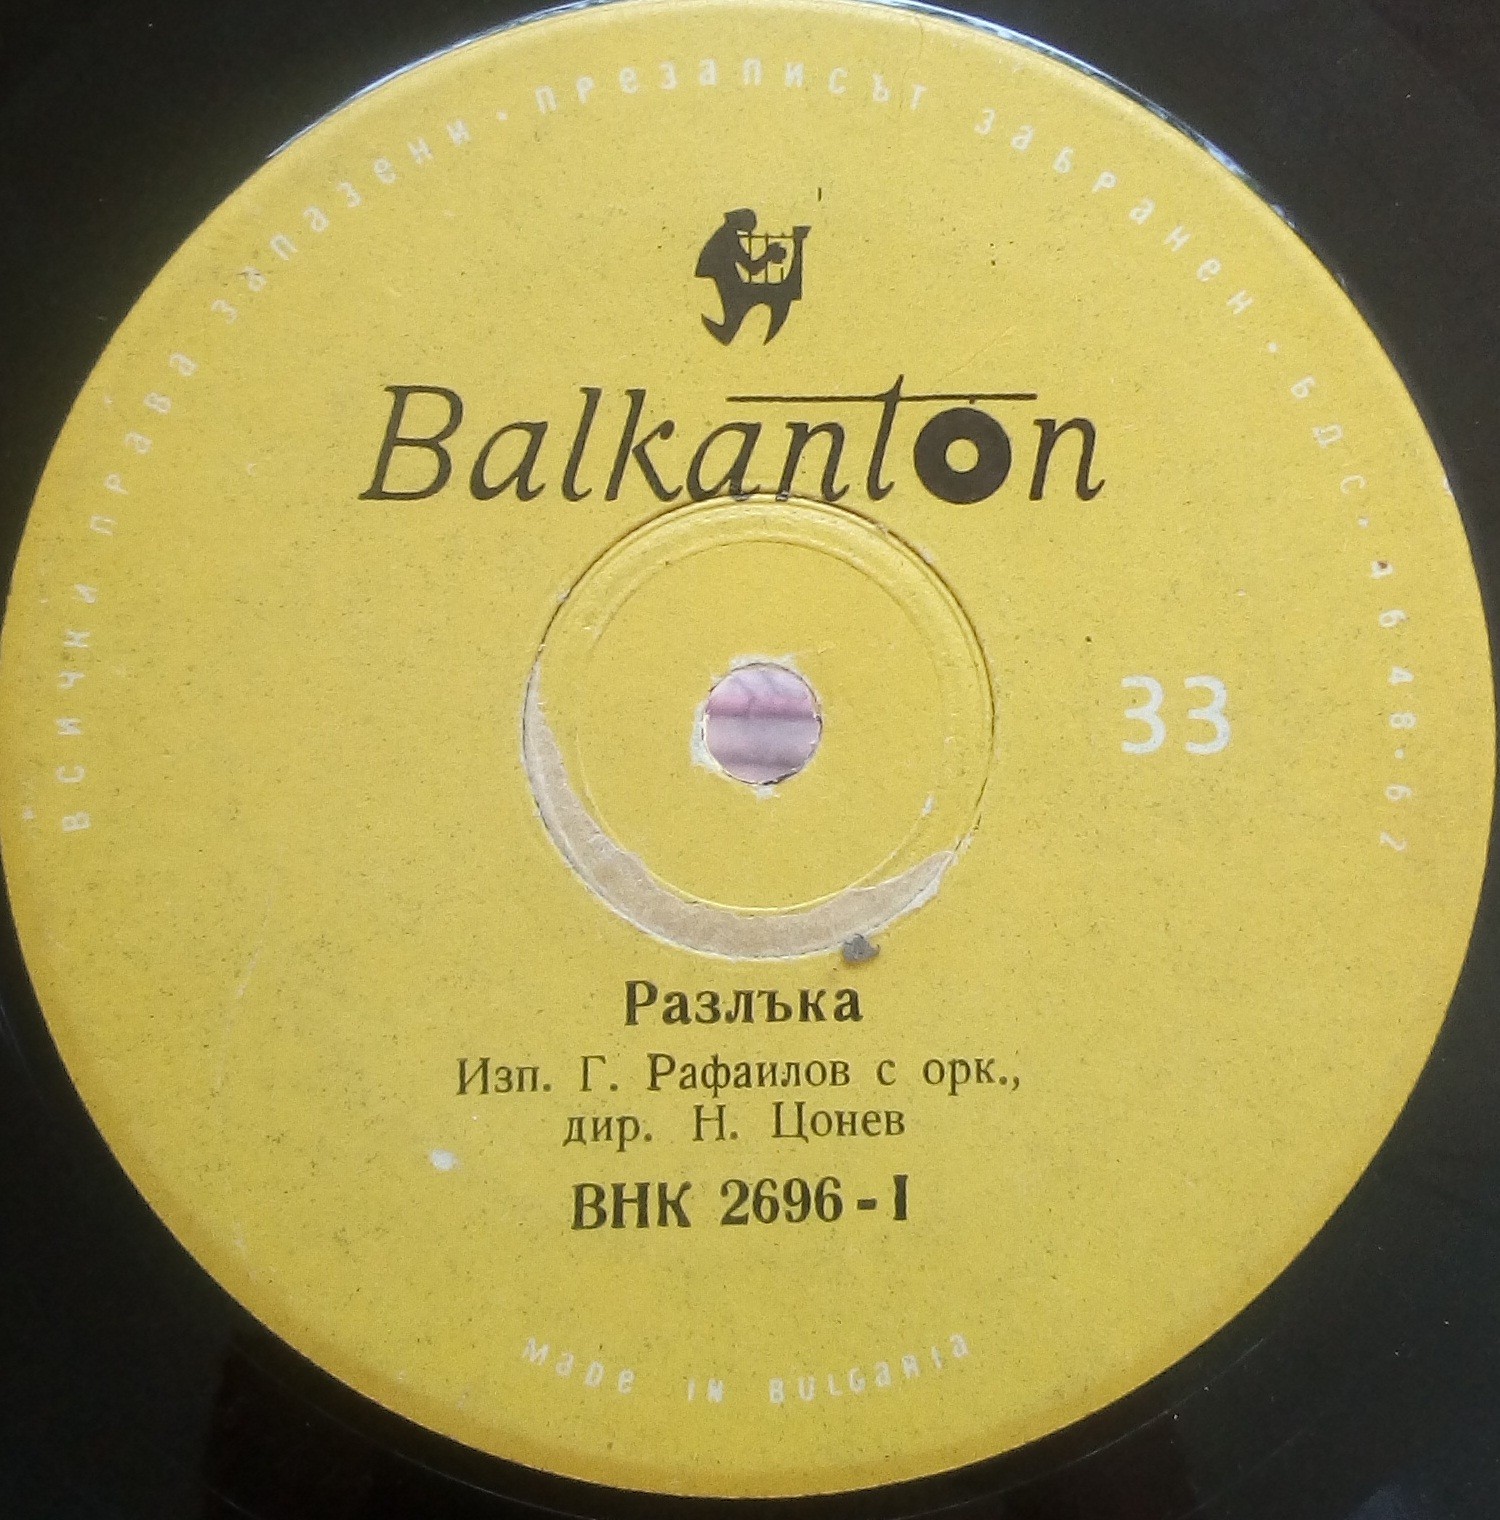 всички права запазени · презаписът забранен · бдс · 4648 · 62
Balkanton
33
Разлъка
Изп. Г. Рафаилов с орк.,
дир. Н. Цонев
ВНК 2696 - I
Made in Bulgaria